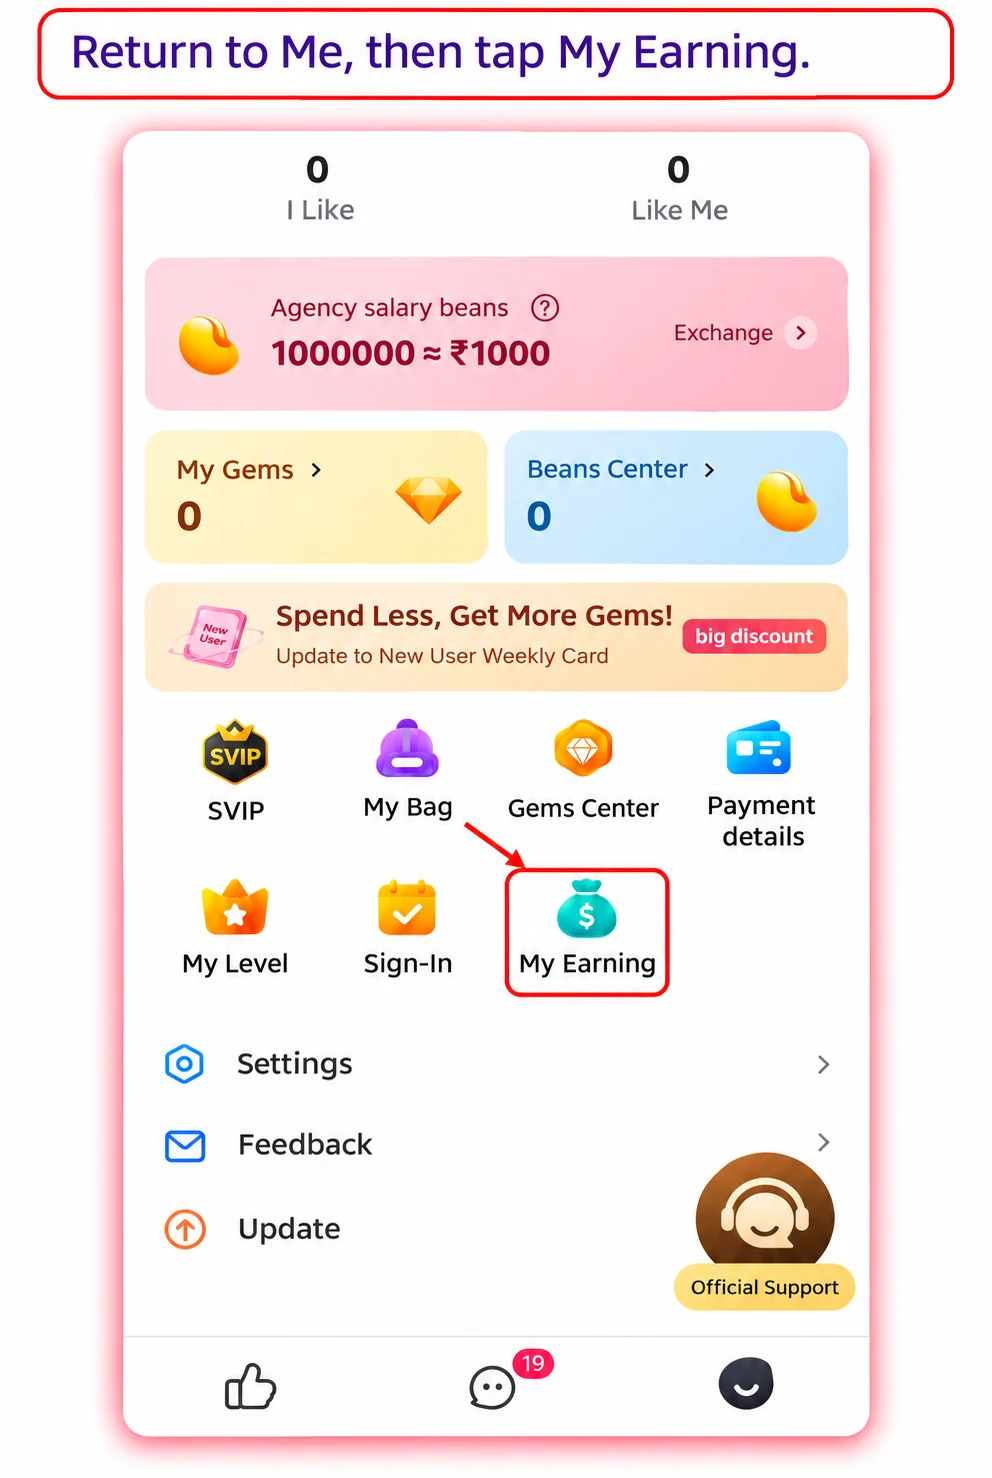 Return to Me, then tap My Earning.
0
I Like
0
Like Me
Agency salary beans ?
1000000 ≈ ₹1000
Exchange
My Gems
0
Beans Center
0
New
User
Spend Less, Get More Gems!
Update to New User Weekly Card
big discount
SVIP
SVIP
My Bag
Gems Center
Payment
details
My Level
Sign-In
$
My Earning
Settings
Feedback
Update
Official Support
19